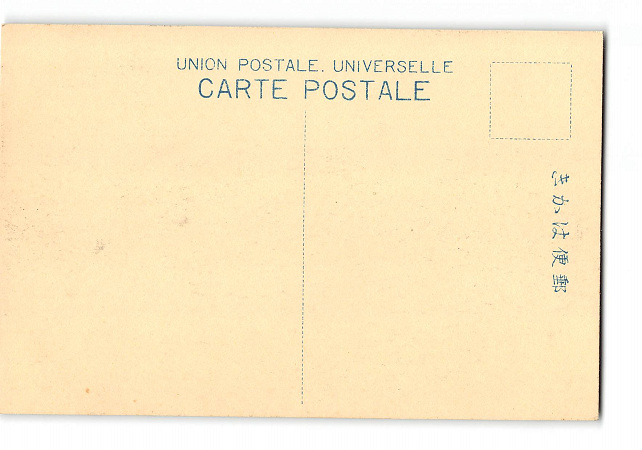 UNION POSTALE. UNIVERSELLE
CARTE POSTALE
きかは便郵